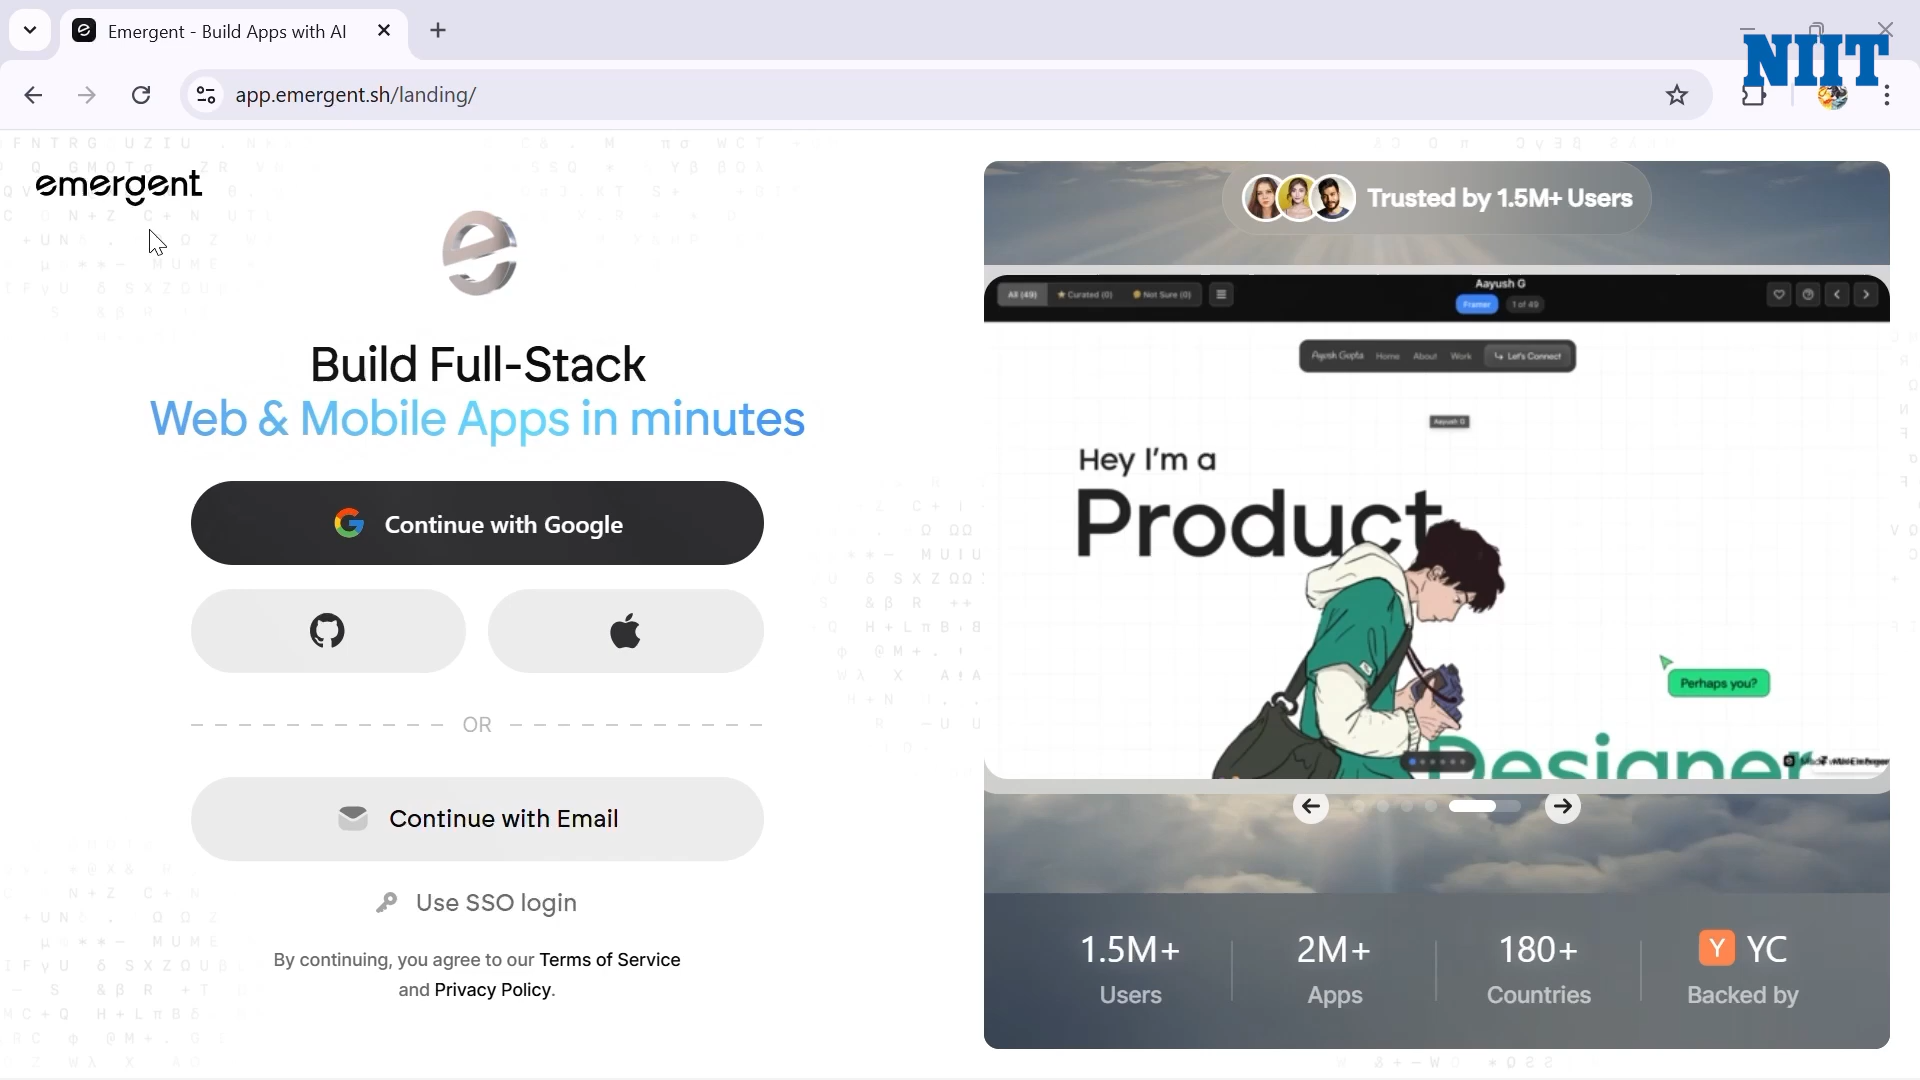 Emergent - Build Apps with AI
NIIT
app.emergent.sh/landing/
emergent
Build Full-Stack
Web & Mobile Apps in minutes
Continue with Google
OR
Continue with Email
Use SSO login
By continuing, you agree to our Terms of Service
and Privacy Policy.
Trusted by 1.5M+ Users
All (49)
Curated (0)
Not Sure (0)
Aayush G
Framer
1 of 49
Home
About
Work
Let's Connect
Aayush G
Hey I'm a
Product
Perhaps you?
Designer
1.5M+
Users
2M+
Apps
180+
Countries
Y YC
Backed by